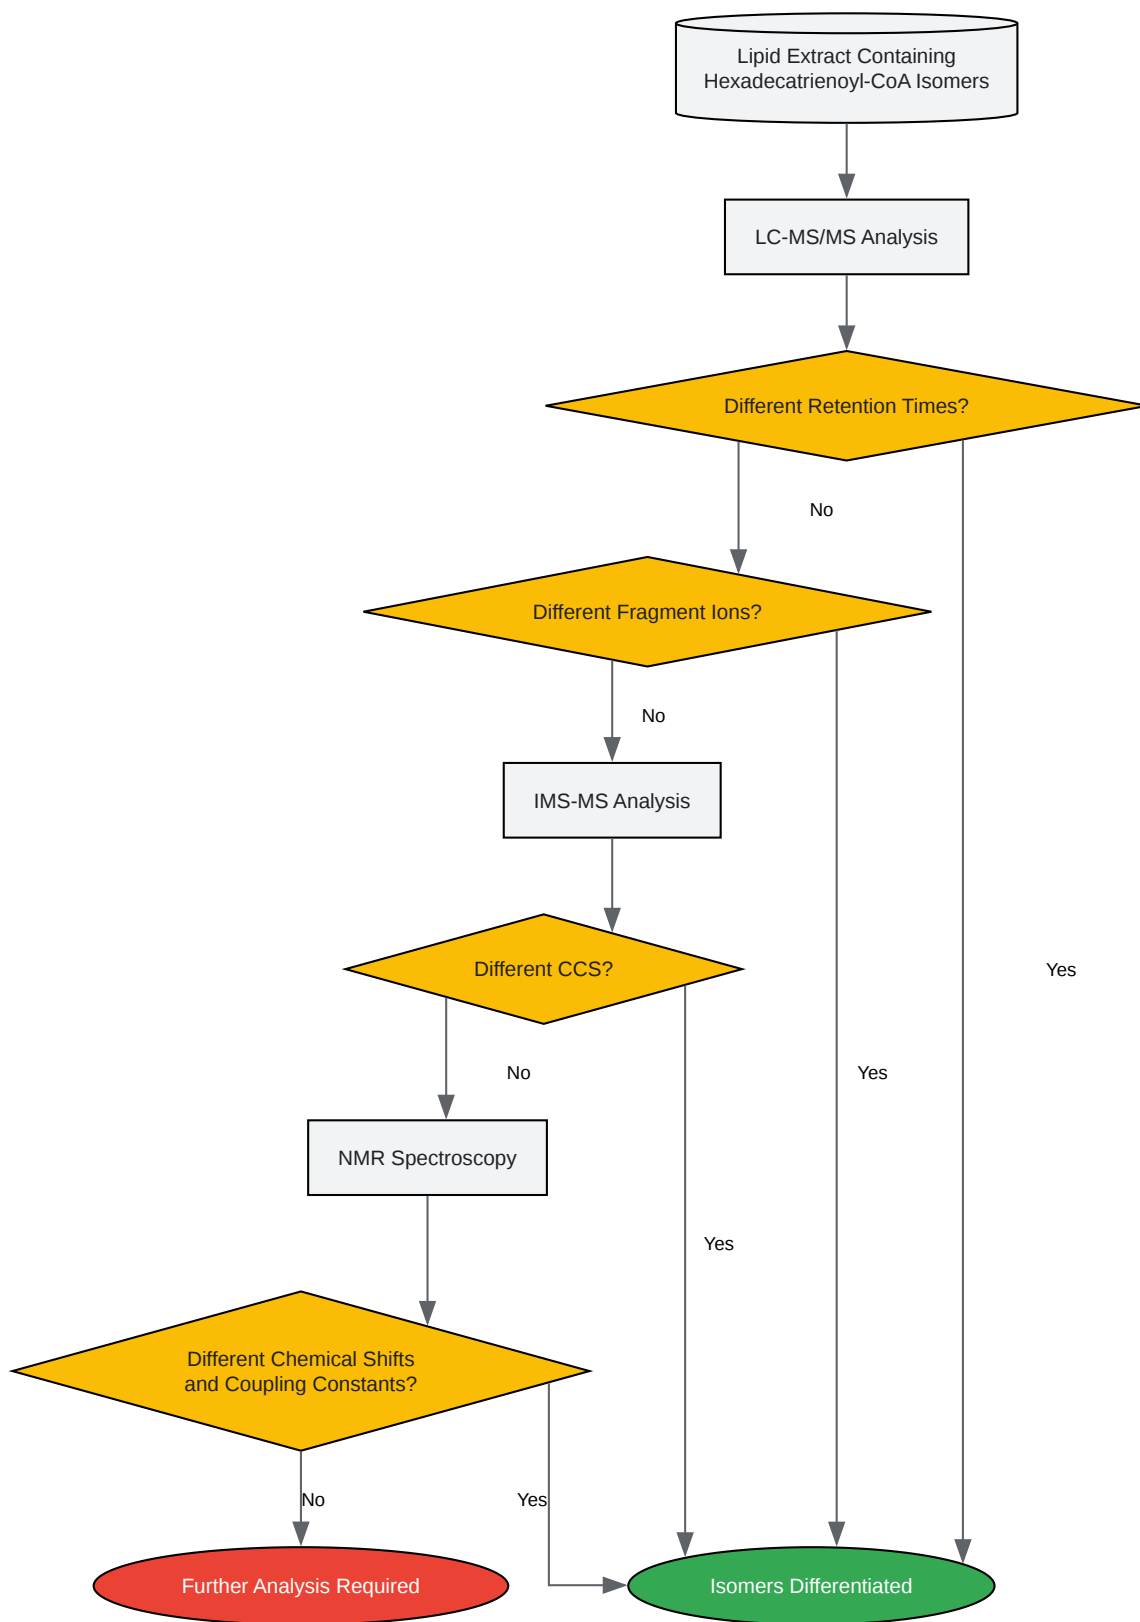 Lipid Extract Containing
Hexadecatrienoyl-CoA Isomers
LC-MS/MS Analysis
Different Retention Times?
No
Different Fragment Ions?
No
IMS-MS Analysis
Different CCS?
Yes
No
Yes
NMR Spectroscopy
Yes
Different Chemical Shifts
and Coupling Constants?
No
Yes
Further Analysis Required
Isomers Differentiated